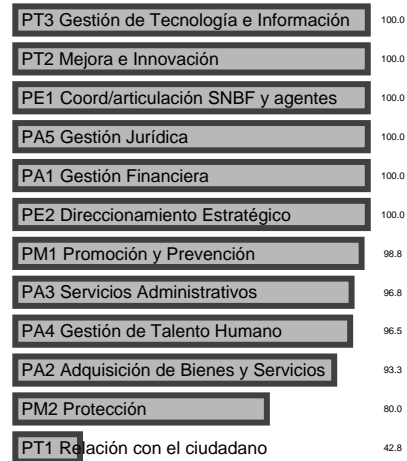 PT3 Gestión de Tecnología e Información 100.0
PT2 Mejora e Innovación 100.0
PE1 Coord/articulación SNBF y agentes 100.0
PA5 Gestión Jurídica 100.0
PA1 Gestión Financiera 100.0
PE2 Direccionamiento Estratégico 100.0
PM1 Promoción y Prevención 98.8
PA3 Servicios Administrativos 96.8
PA4 Gestión de Talento Humano 96.5
PA2 Adquisición de Bienes y Servicios 93.3
PM2 Protección 80.0
PT1 Relación con el ciudadano 42.8